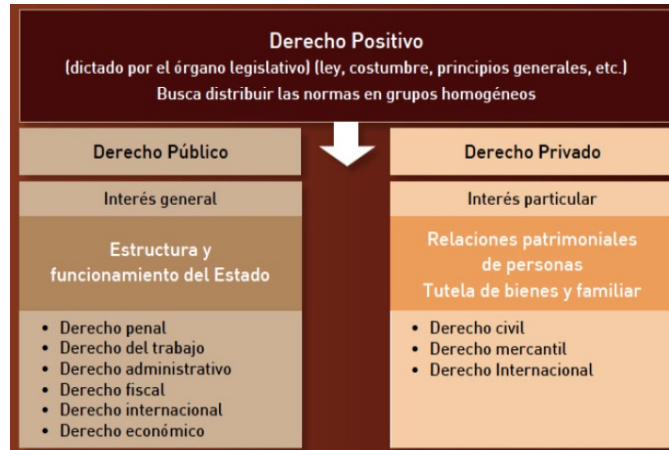 Derecho Positivo
(dictado por el órgano legislativo) (ley, costumbre, principios generales, etc.)
Busca distribuir las normas en grupos homogéneos
Derecho Público
Interés general
Estructura y
funcionamiento del Estado
• Derecho penal
• Derecho del trabajo
• Derecho administrativo
• Derecho fiscal
• Derecho internacional
• Derecho económico
Derecho Privado
Interés particular
Relaciones patrimoniales
de personas
Tutela de bienes y familiar
• Derecho civil
• Derecho mercantil
• Derecho Internacional